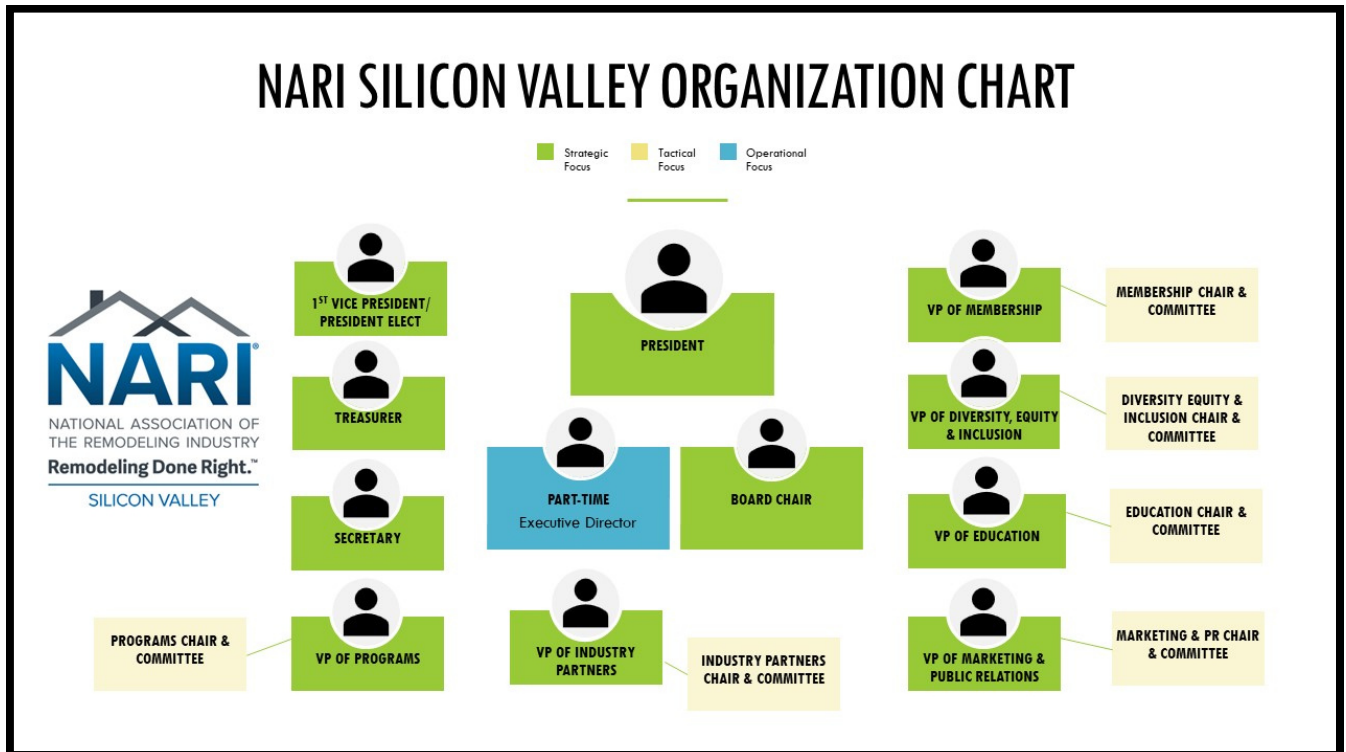 NARI SILICON VALLEY ORGANIZATION CHART
Strategic
Focus
Tactical
Focus
Operational
Focus
NARI®
NATIONAL ASSOCIATION OF
THE REMODELING INDUSTRY
Remodeling Done Right.™
SILICON VALLEY
1ST VICE PRESIDENT/
PRESIDENT ELECT
TREASURER
SECRETARY
PROGRAMS CHAIR &
COMMITTEE
VP OF PROGRAMS
PRESIDENT
PART-TIME
Executive Director
BOARD CHAIR
VP OF INDUSTRY
PARTNERS
INDUSTRY PARTNERS
CHAIR & COMMITTEE
VP OF MEMBERSHIP
MEMBERSHIP CHAIR &
COMMITTEE
VP OF DIVERSITY, EQUITY
& INCLUSION
DIVERSITY EQUITY &
INCLUSION CHAIR &
COMMITTEE
VP OF EDUCATION
EDUCATION CHAIR &
COMMITTEE
VP OF MARKETING &
PUBLIC RELATIONS
MARKETING & PR CHAIR
& COMMITTEE